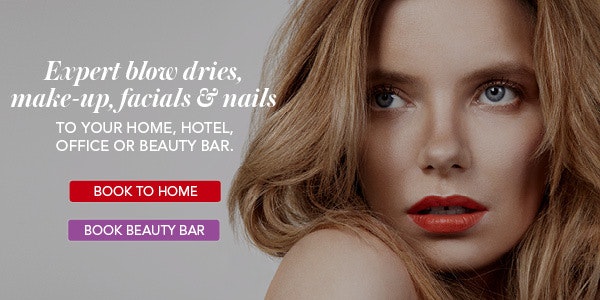 Expert blow dries,
make-up, facials & nails
TO YOUR HOME, HOTEL,
OFFICE OR BEAUTY BAR.
BOOK TO HOME
BOOK BEAUTY BAR